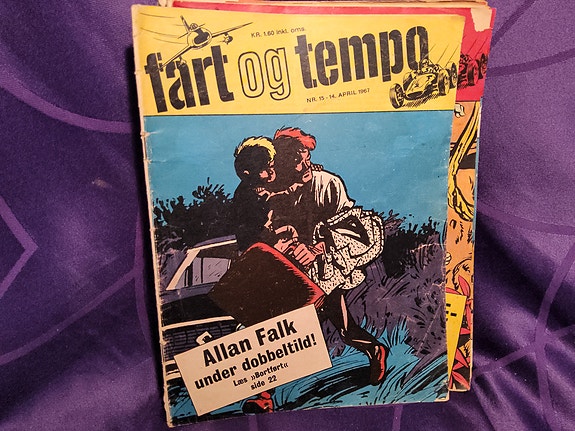 KR. 1,60 inkl. oms.
fart og tempo
NR. 15 - 14. APRIL 1967
Allan Falk
under dobbeltild!
Læs »Bortført«
side 22